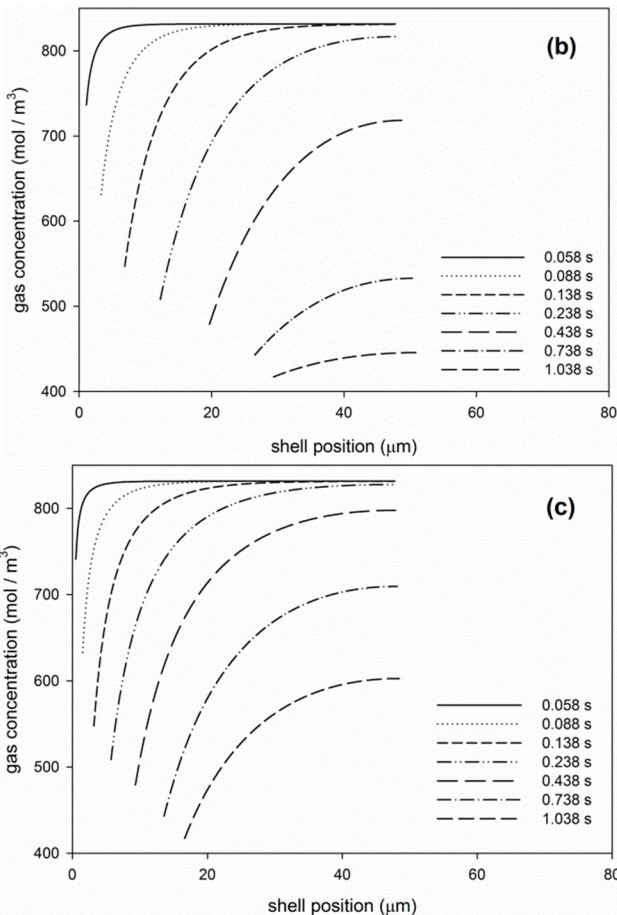 (b)
gas concentration (mol / m³)
800
700
600
500
400
0.058 s
0.088 s
0.138 s
0.238 s
0.438 s
0.738 s
1.038 s
0 20 40 60 80
shell position (μm)
(c)
gas concentration (mol / m³)
800
700
600
500
400
0.058 s
0.088 s
0.138 s
0.238 s
0.438 s
0.738 s
1.038 s
0 20 40 60 80
shell position (μm)